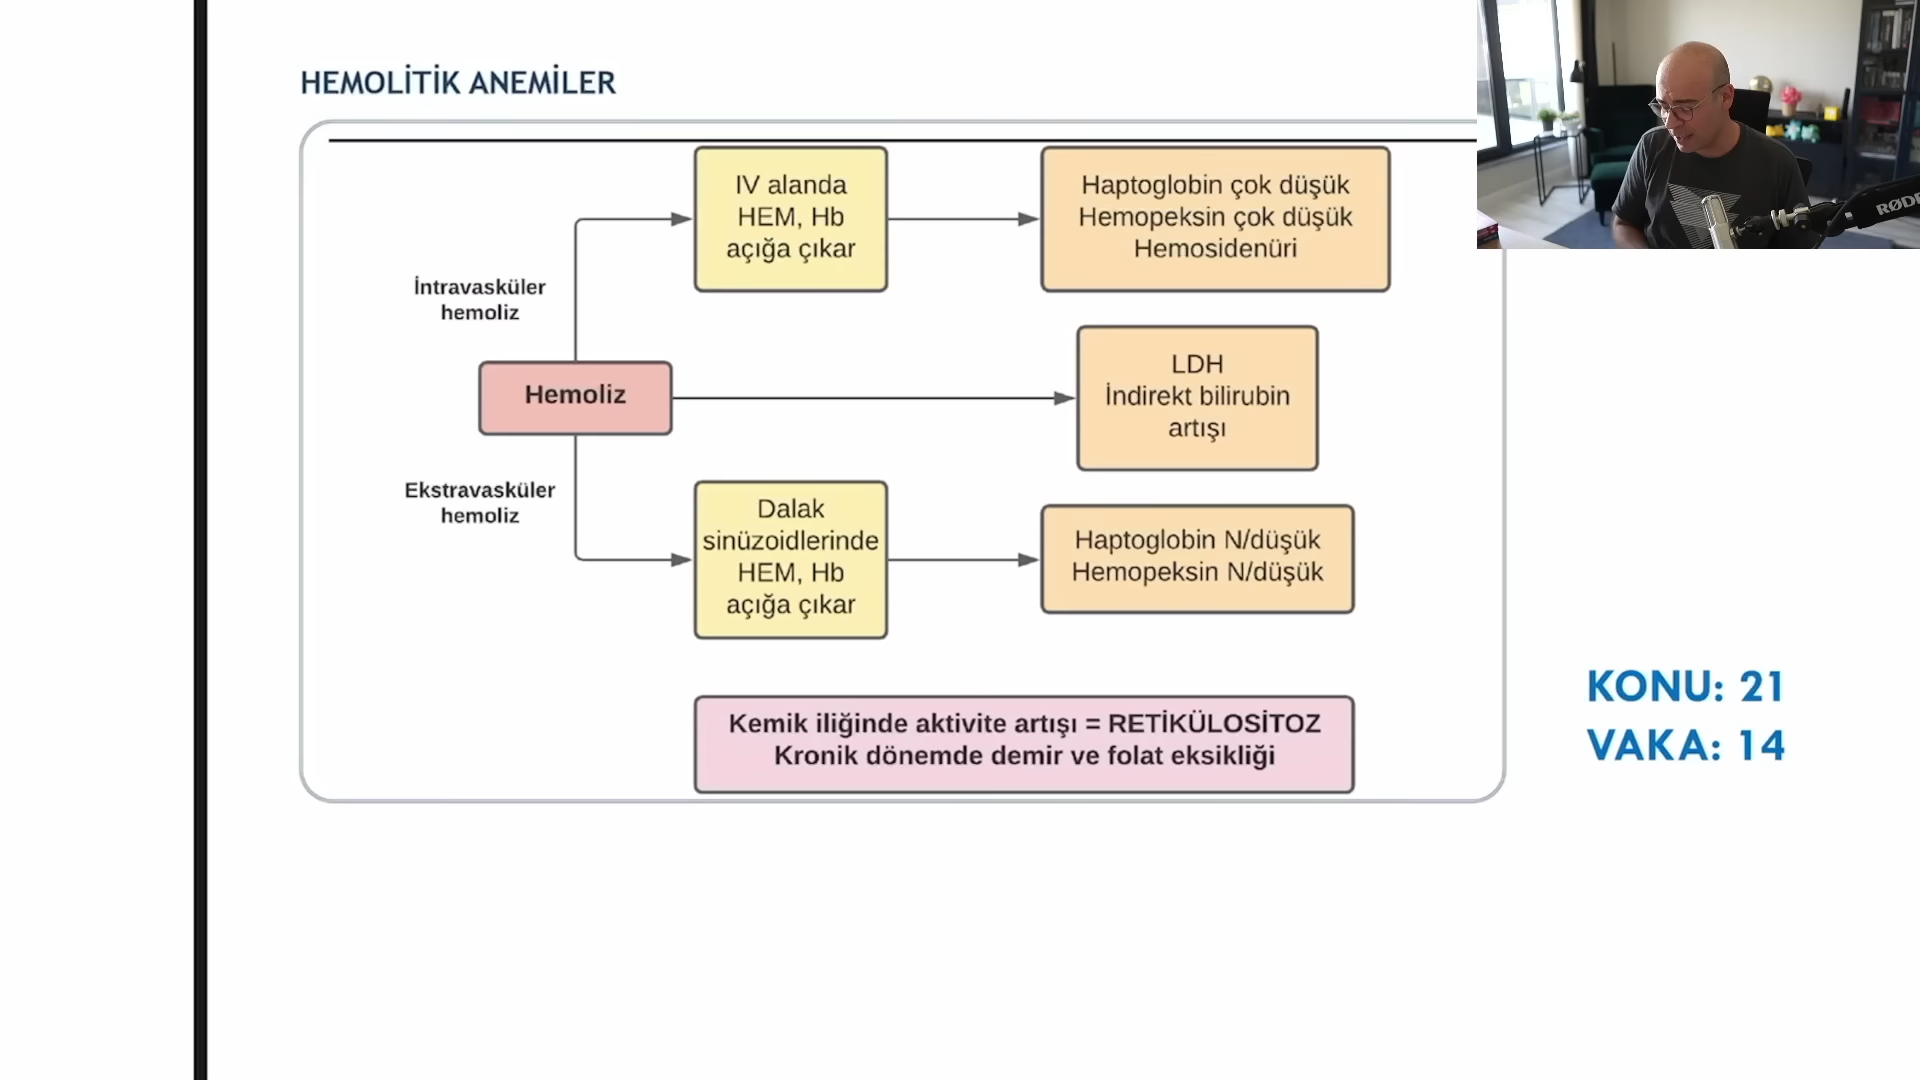 HEMOLİTİK ANEMİLER
IV alanda
HEM, Hb
açığa çıkar
Haptoglobin çok düşük
Hemopeksin çok düşük
Hemosidenüri
İntravasküler
hemoliz
Hemoliz
LDH
İndirekt bilirubin
artışı
Ekstravasküler
hemoliz
Dalak
sinüzoidlerinde
HEM, Hb
açığa çıkar
Haptoglobin N/düşük
Hemopeksin N/düşük
Kemik iliğinde aktivite artışı = RETİKÜLOSİTOZ
Kronik dönemde demir ve folat eksikliği
KONU: 21
VAKA: 14
RØDE